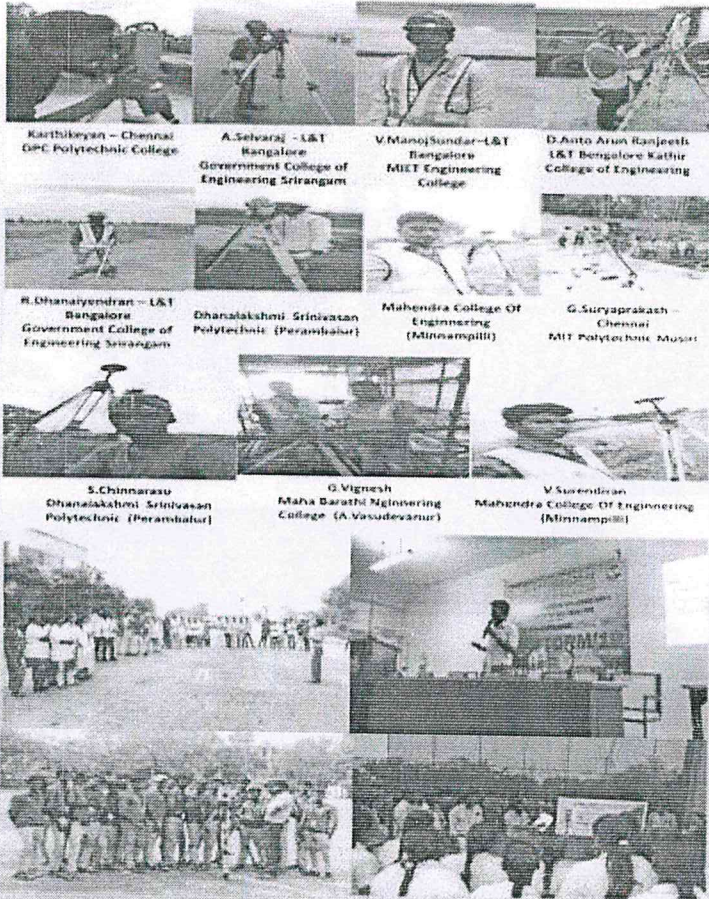 Karthikeyan – Chennai
DPC Polytechnic College
A.Selvaraj - L&T
Bangalore
Government College of
Engineering Srirangam
V.ManojSundar–L&T
Bangalore
MIET Engineering
College
D.Anto Arun Ranjeesh
L&T Bengalore Kathir
College of Engineering
R.Dhanaiyendran – L&T
Bangalore
Government College of
Engineering Srirangam
Dhanalakshmi Srinivasan
Polytechnic (Perambalur)
Mahendra College Of
Enginnering
(Minnampilli)
G.Suryaprakash –
Chennai
MIT Polytechnic Musiri
S.Chinnarasu
Dhanalakshmi Srinivasan
Polytechnic (Perambalur)
G.Vignesh
Maha Barathi Nginnering
College (A.Vasudevanur)
V.Surendiran
Mahendra College Of Enginnering
(Minnampilli)